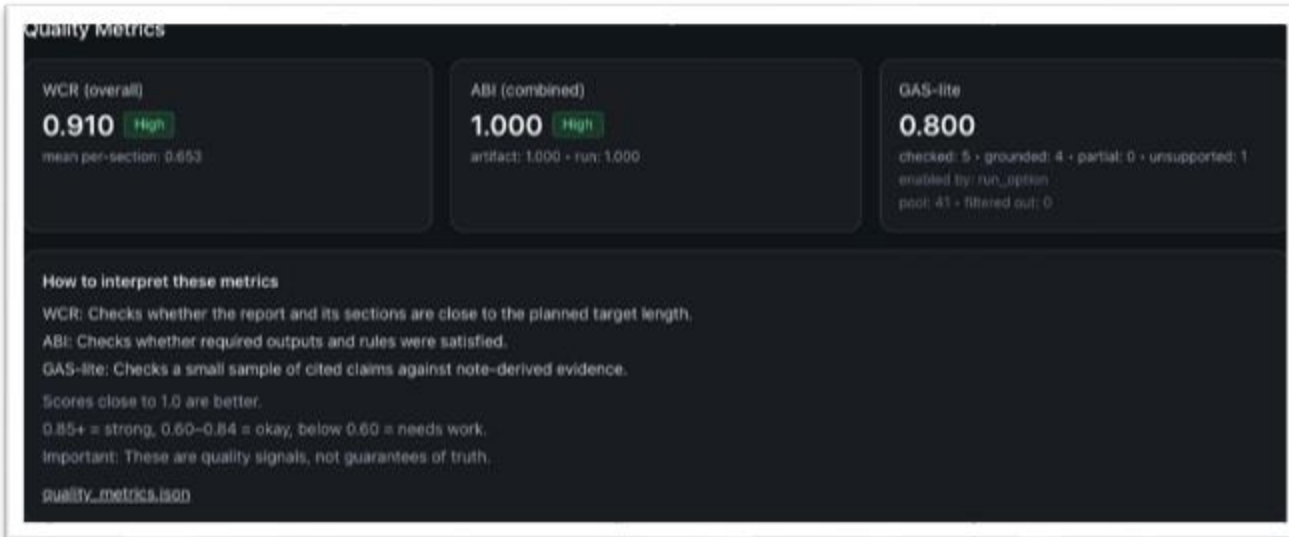 Quality Metrics
WCR (overall)
0.910 High
mean per-section: 0.653
ABI (combined)
1.000 High
artifact: 1.000 • run: 1.000
GAS-lite
0.800
checked: 5 • grounded: 4 • partial: 0 • unsupported: 1
enabled by: run_option
pool: 41 • filtered out: 0
How to interpret these metrics
WCR: Checks whether the report and its sections are close to the planned target length.
ABI: Checks whether required outputs and rules were satisfied.
GAS-lite: Checks a small sample of cited claims against note-derived evidence.
Scores close to 1.0 are better.
0.85+ = strong, 0.60–0.84 = okay, below 0.60 = needs work.
Important: These are quality signals, not guarantees of truth.
quality_metrics.json